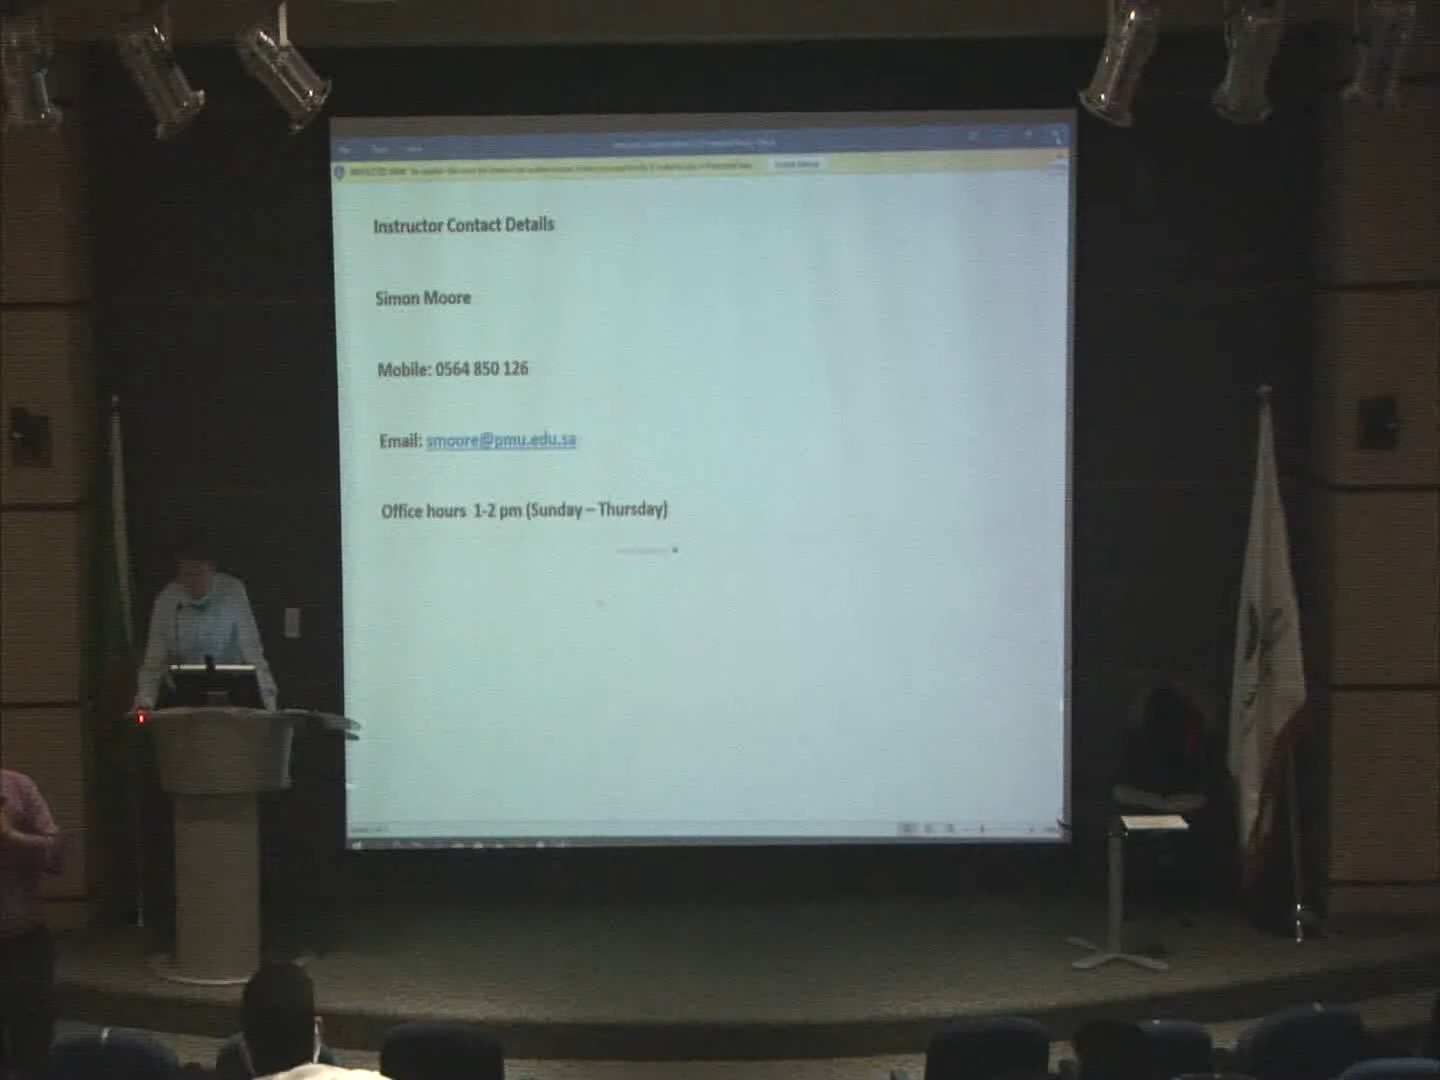 Instructor Contact Details
Simon Moore
Mobile: 0564 850 126
Email: smoore@pmu.edu.sa
Office hours 1-2 pm (Sunday – Thursday)